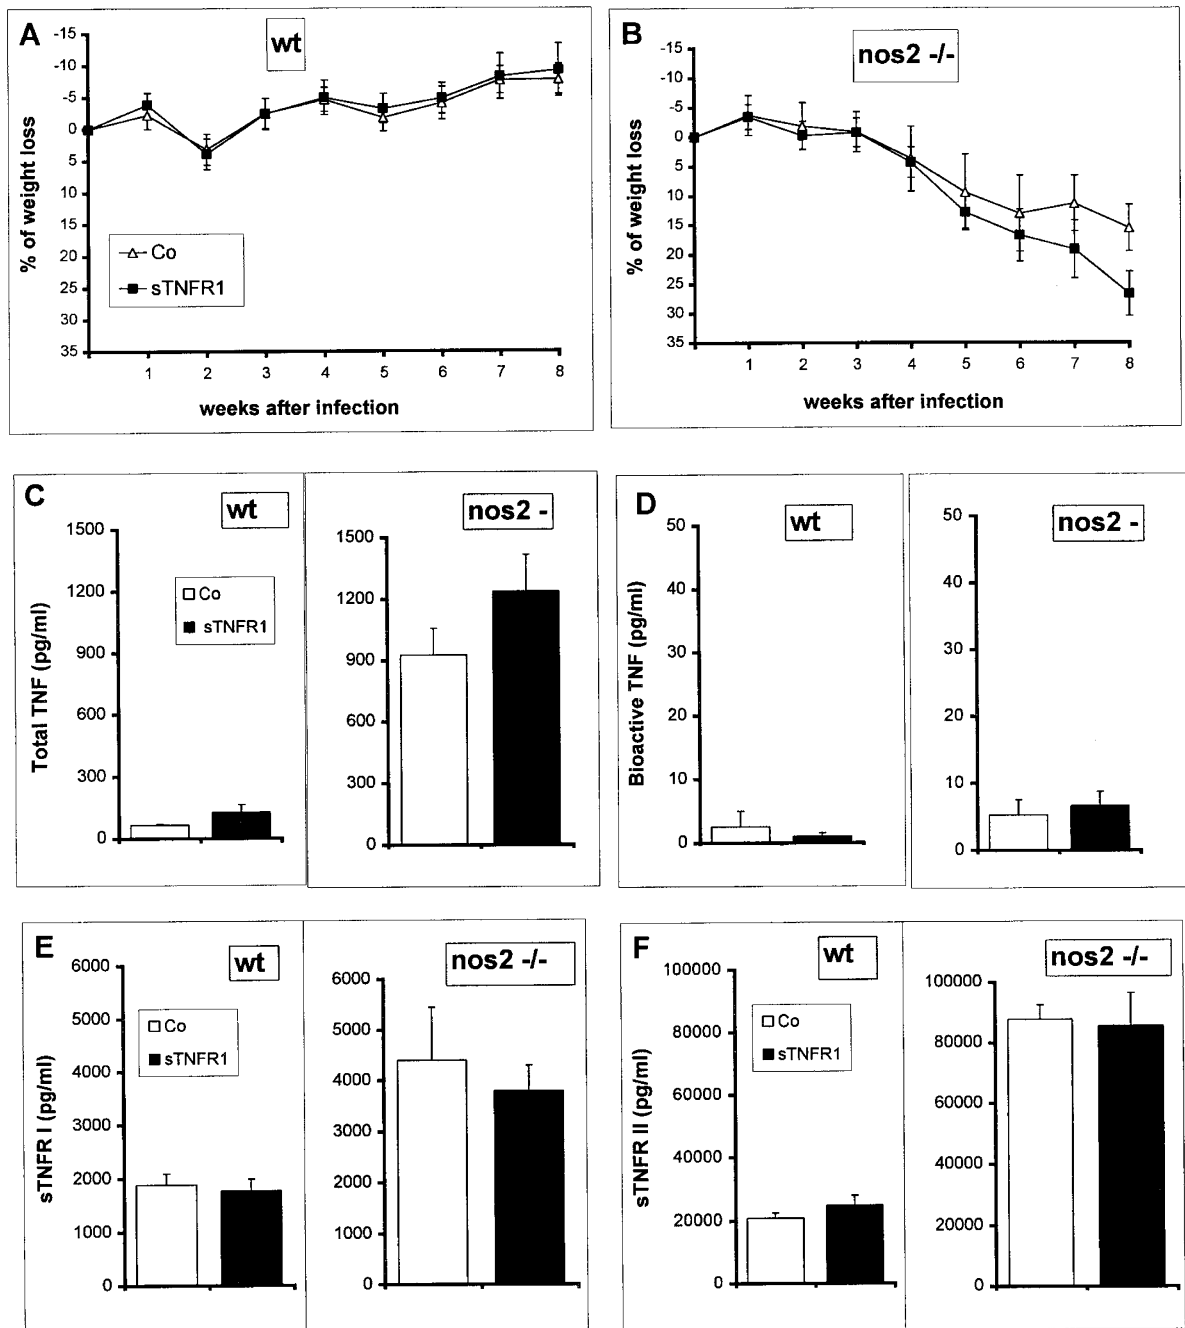 A
wt
-15
-10
-5
0
5
10
15
20
25
30
35
% of weight loss
Co
sTNFR1
1 2 3 4 5 6 7 8
weeks after infection
B
nos2 -/-
-15
-10
-5
0
5
10
15
20
25
30
35
% of weight loss
1 2 3 4 5 6 7 8
weeks after infection
C
wt
1500
1200
900
600
300
0
Total TNF (pg/ml)
Co
sTNFR1
nos2 -
1500
1200
900
600
300
0
D
wt
50
40
30
20
10
0
Bioactive TNF (pg/ml)
nos2 -
50
40
30
20
10
0
E
wt
6000
5000
4000
3000
2000
1000
0
sTNFR I (pg/ml)
Co
sTNFR1
nos2 -/-
6000
5000
4000
3000
2000
1000
0
F
wt
100000
80000
60000
40000
20000
0
sTNFR II (pg/ml)
Co
sTNFR1
nos2 -/-
100000
80000
60000
40000
20000
0